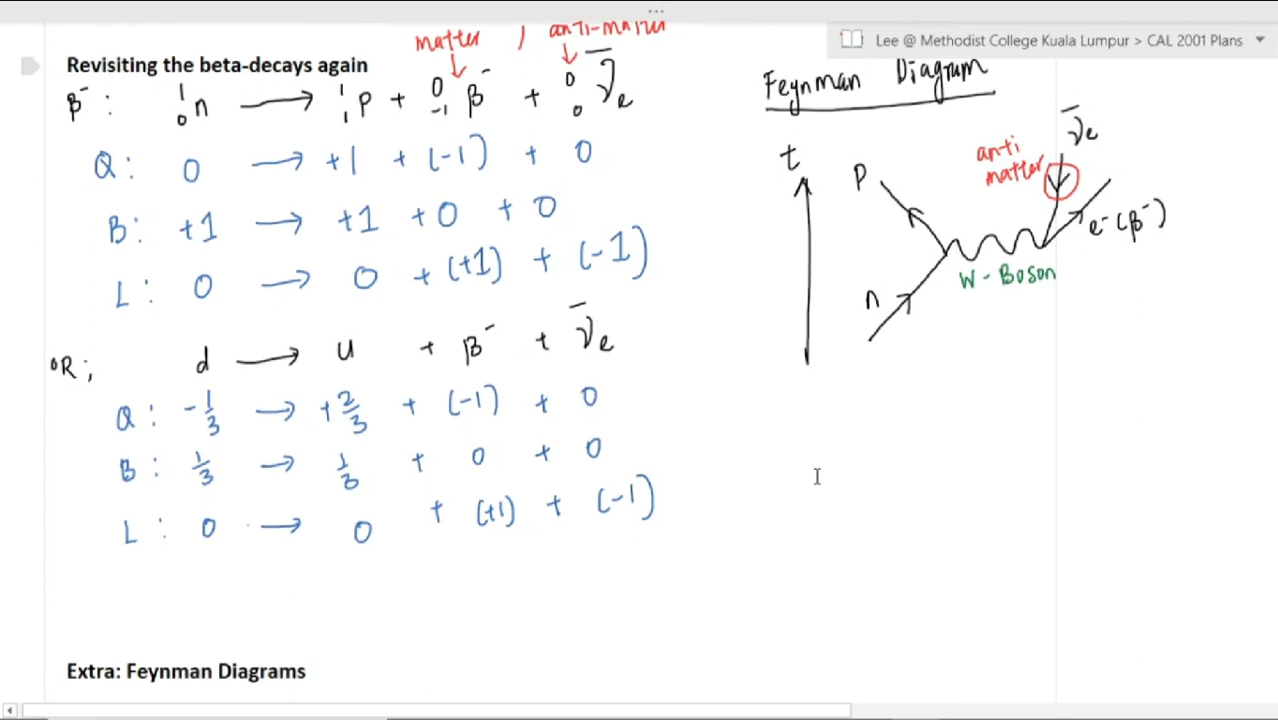 matter , anti-matter
Lee @ Methodist College Kuala Lumpur > CAL 2001 Plans
Revisiting the beta-decays again
β⁻ : ¹₀n → ¹₁p + ⁰₋₁β⁻ + ⁰₀ν̅e
Q : 0 → +1 + (-1) + 0
B : +1 → +1 + 0 + 0
L : 0 → 0 + (+1) + (-1)
OR ; d → u + β⁻ + ν̅e
Q : -1/3 → +2/3 + (-1) + 0
B : 1/3 → 1/3 + 0 + 0
L : 0 → 0 + (+1) + (-1)
Feynman Diagram
t
p
anti
matter
ν̅e
e⁻(β⁻)
W - Boson
n
Extra: Feynman Diagrams